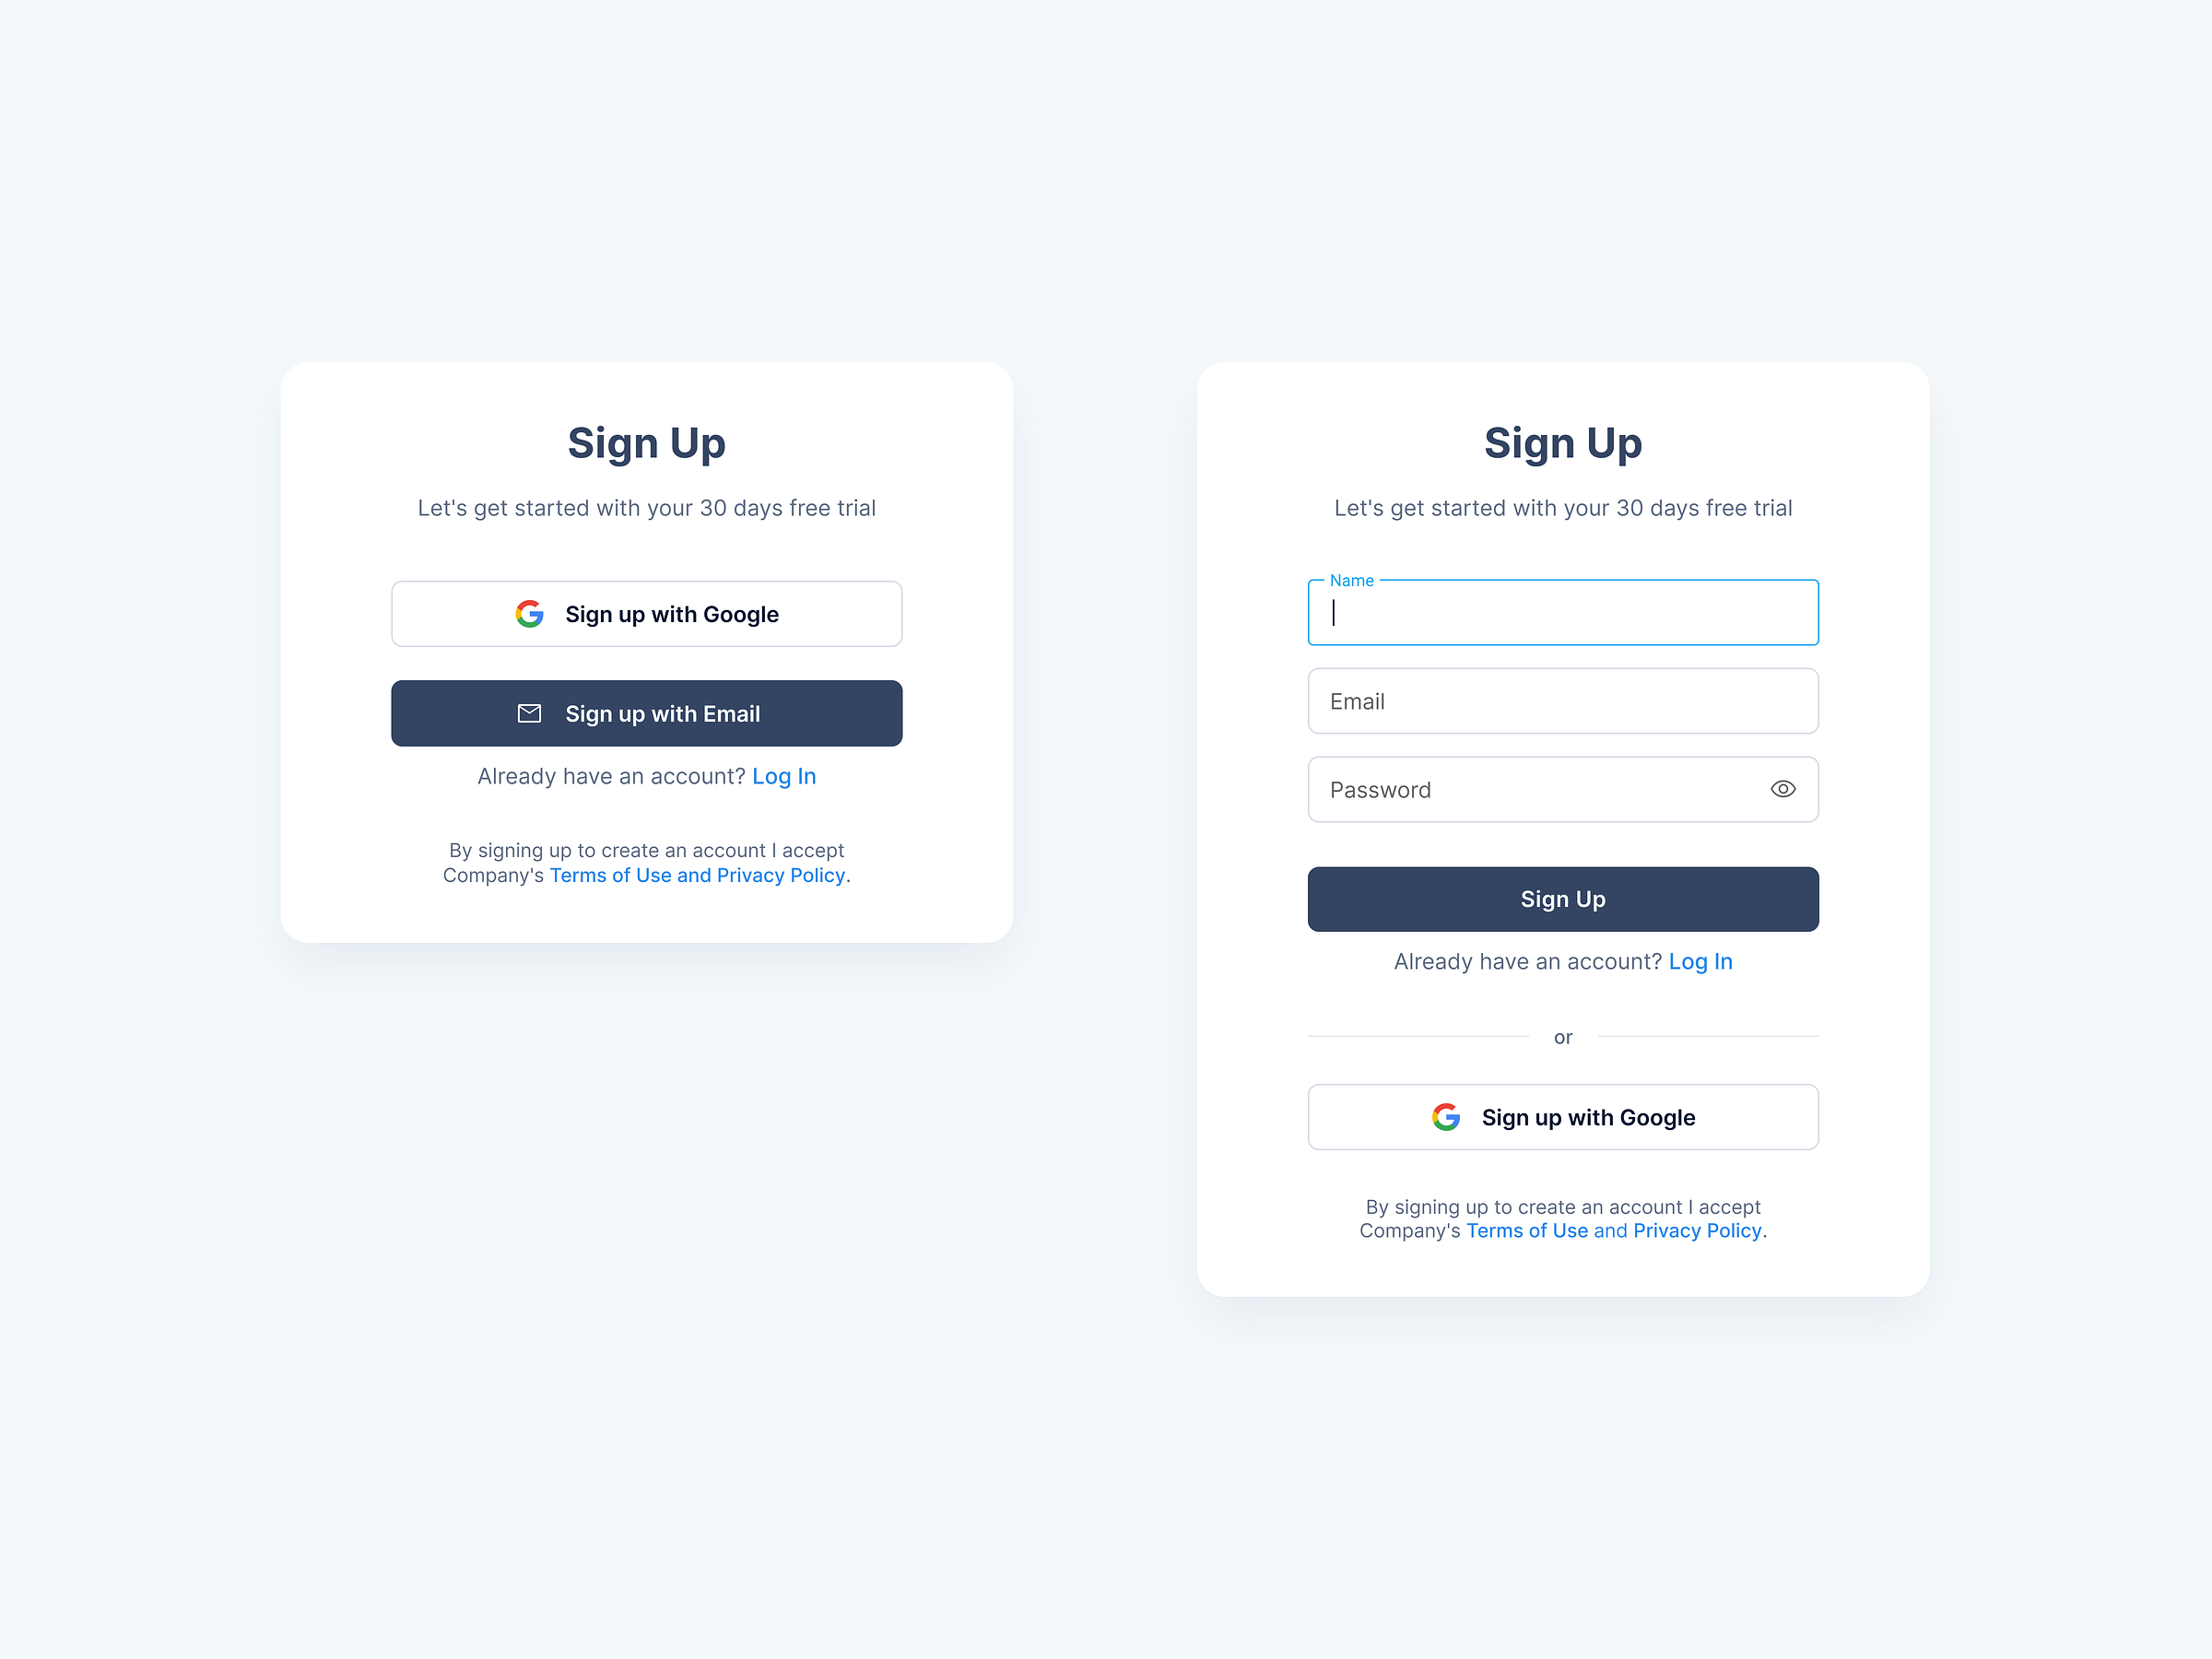 Sign Up
Let's get started with your 30 days free trial
Sign up with Google
Sign up with Email
Already have an account? Log In
By signing up to create an account I accept
Company's Terms of Use and Privacy Policy.
Sign Up
Let's get started with your 30 days free trial
Name
Email
Password
Sign Up
Already have an account? Log In
or
Sign up with Google
By signing up to create an account I accept
Company's Terms of Use and Privacy Policy.